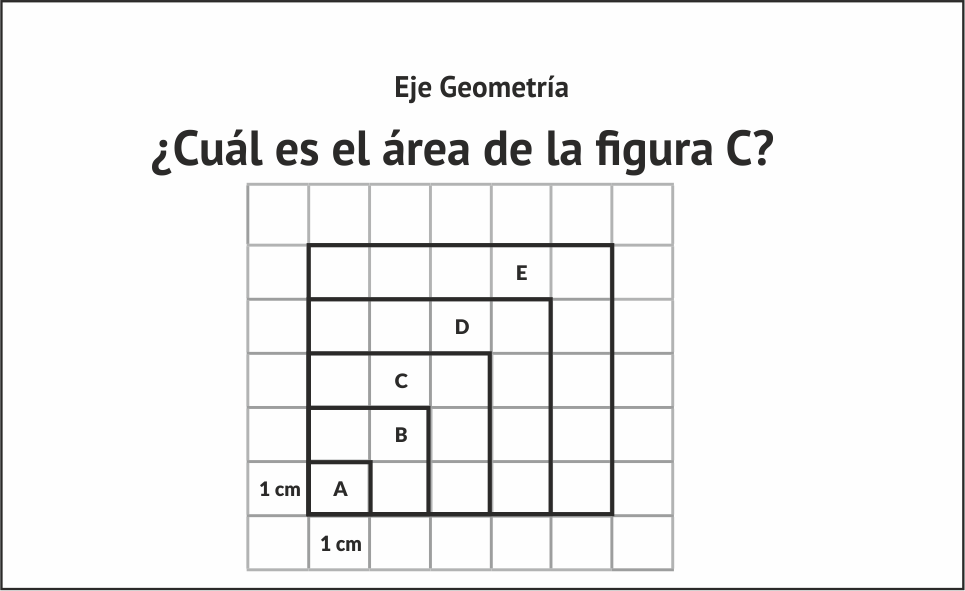 Eje Geometría
¿Cuál es el área de la figura C?
E
D
C
B
1 cm A
1 cm